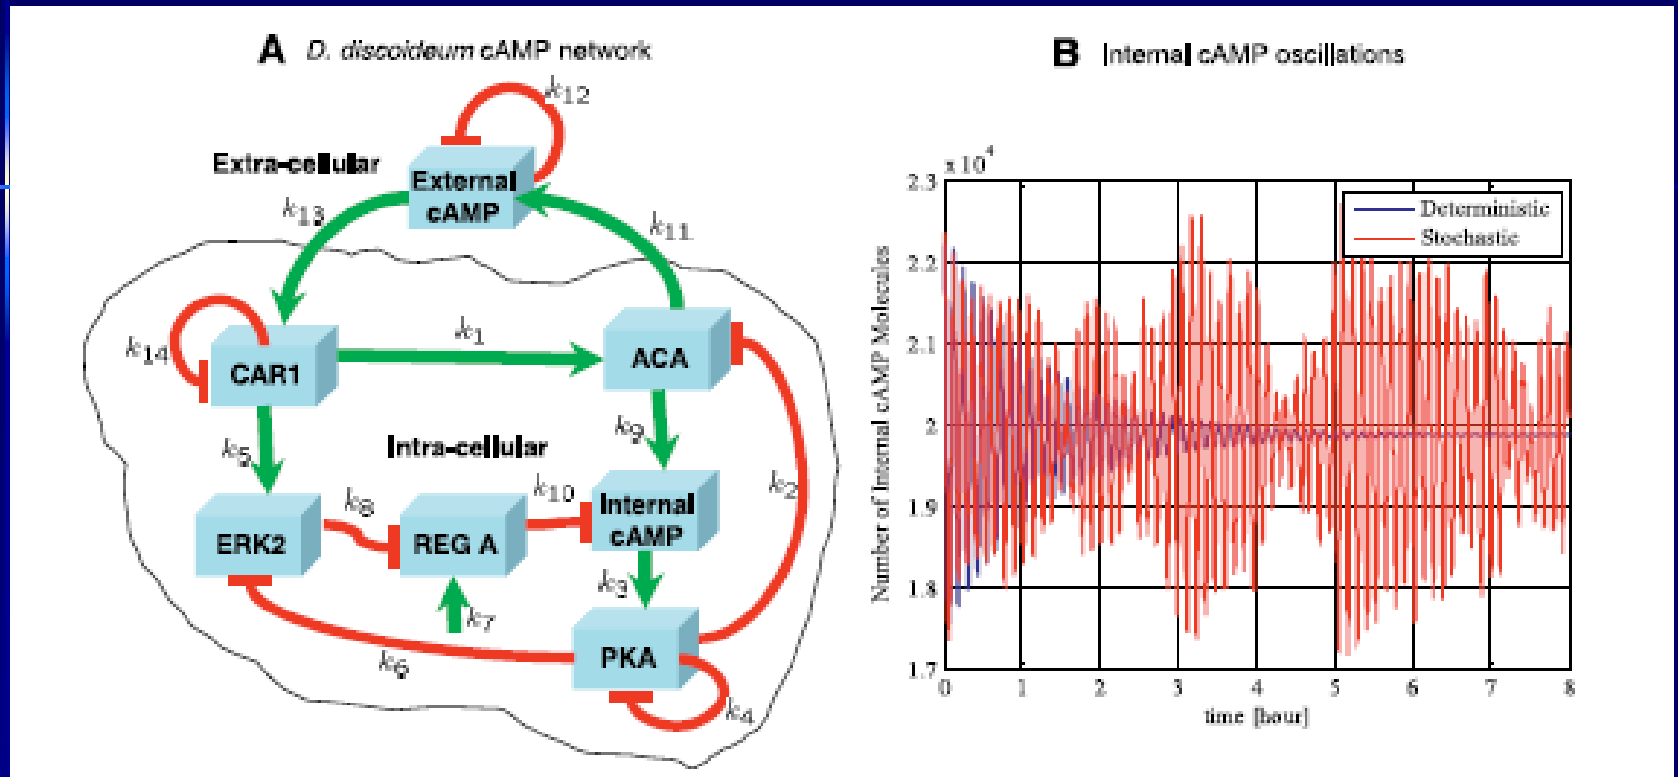 A D. discoideum cAMP network
k12
Extra-cellular
External
cAMP
k13
k11
k14
CAR1
k1
ACA
k5
Intra-cellular
k9
k2
k8
k10
ERK2
REG A
Internal
cAMP
k7
k3
k6
PKA
k4
B Internal cAMP oscillations
x 10^4
Deterministic
Stochastic
Number of Internal cAMP Molecules
2.3
2.2
2.1
2
1.9
1.8
1.7
0 1 2 3 4 5 6 7 8
time [hour]